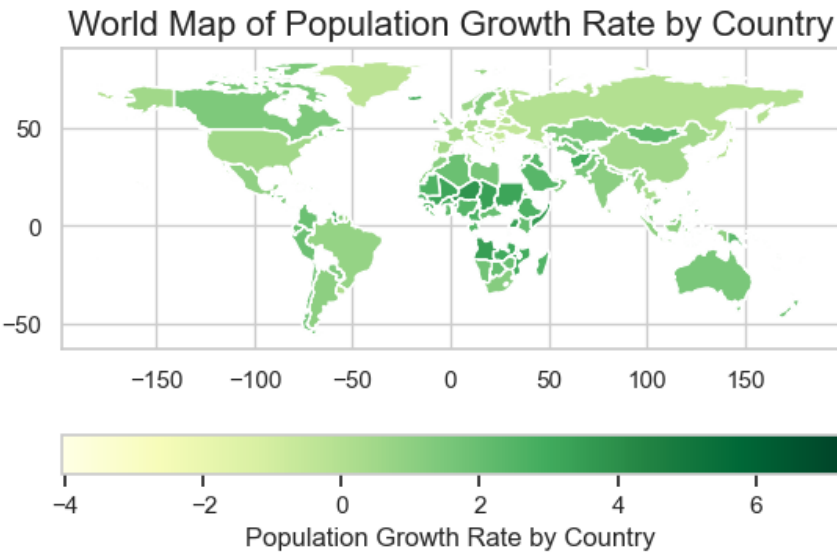 World Map of Population Growth Rate by Country
50
0
−50
−150 −100 −50 0 50 100 150
−4 −2 0 2 4 6
Population Growth Rate by Country